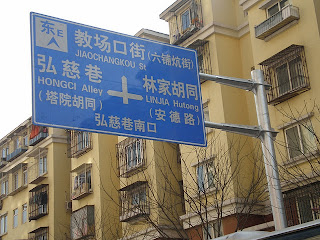 东E
教场口街(六铺炕街)
JIAOCHANGKOU St
弘慈巷
HONGCI Alley
(塔院胡同)
林家胡同
LINJIA Hutong
(安德路)
弘慈巷南口